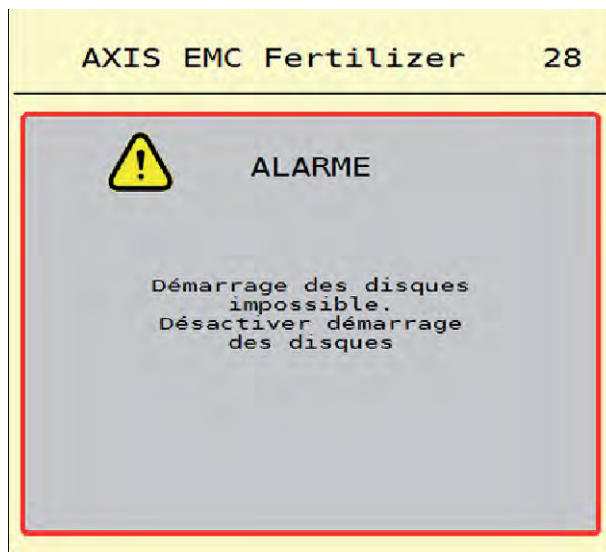 AXIS EMC Fertilizer 28
ALARME
Démarrage des disques
impossible.
Désactiver démarrage
des disques